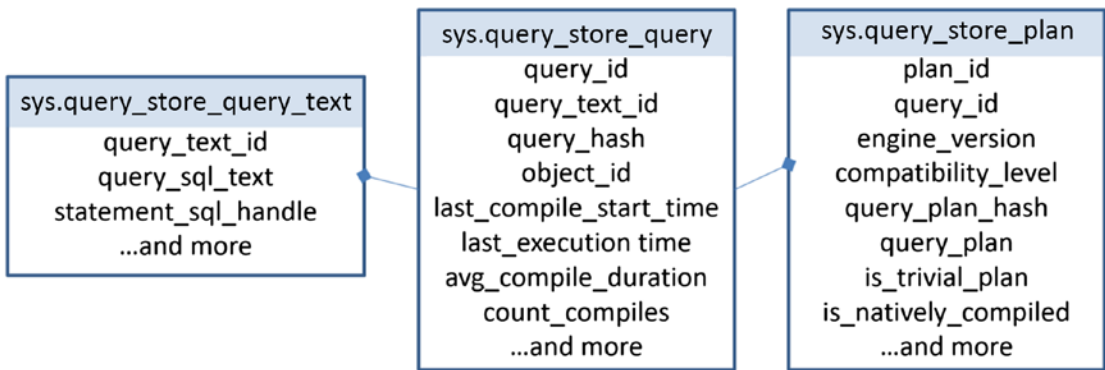 sys.query_store_query_text
query_text_id
query_sql_text
statement_sql_handle
...and more
sys.query_store_query
query_id
query_text_id
query_hash
object_id
last_compile_start_time
last_execution time
avg_compile_duration
count_compiles
...and more
sys.query_store_plan
plan_id
query_id
engine_version
compatibility_level
query_plan_hash
query_plan
is_trivial_plan
is_natively_compiled
...and more